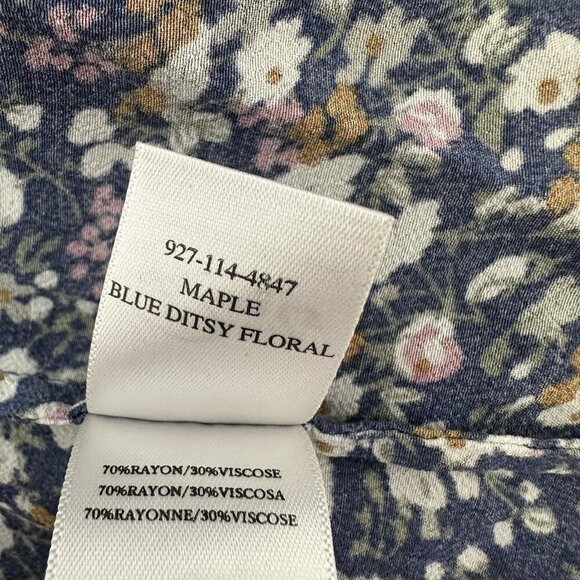 927-114-4847
MAPLE
BLUE DITSY FLORAL
70%RAYON/30%VISCOSE
70%RAYON/30%VISCOSA
70%RAYONNE/30%VISCOSE